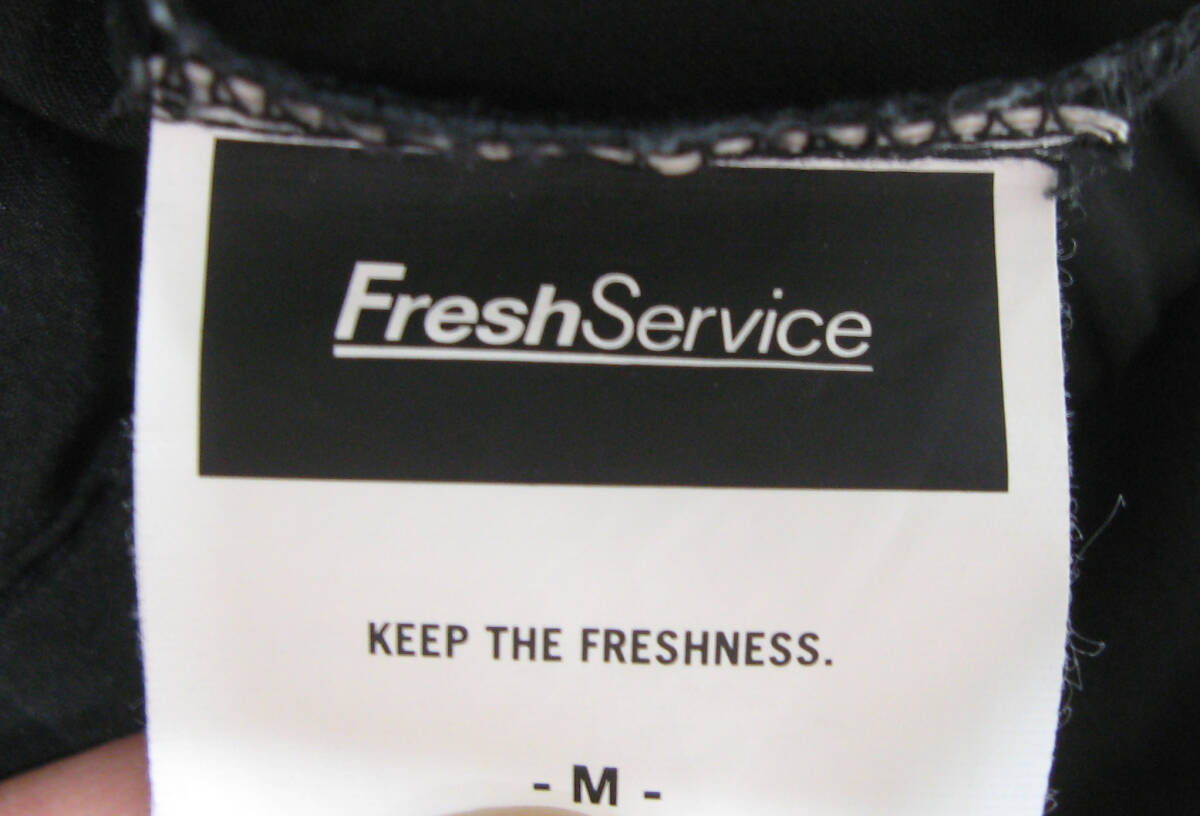 FreshService
KEEP THE FRESHNESS.
- M -